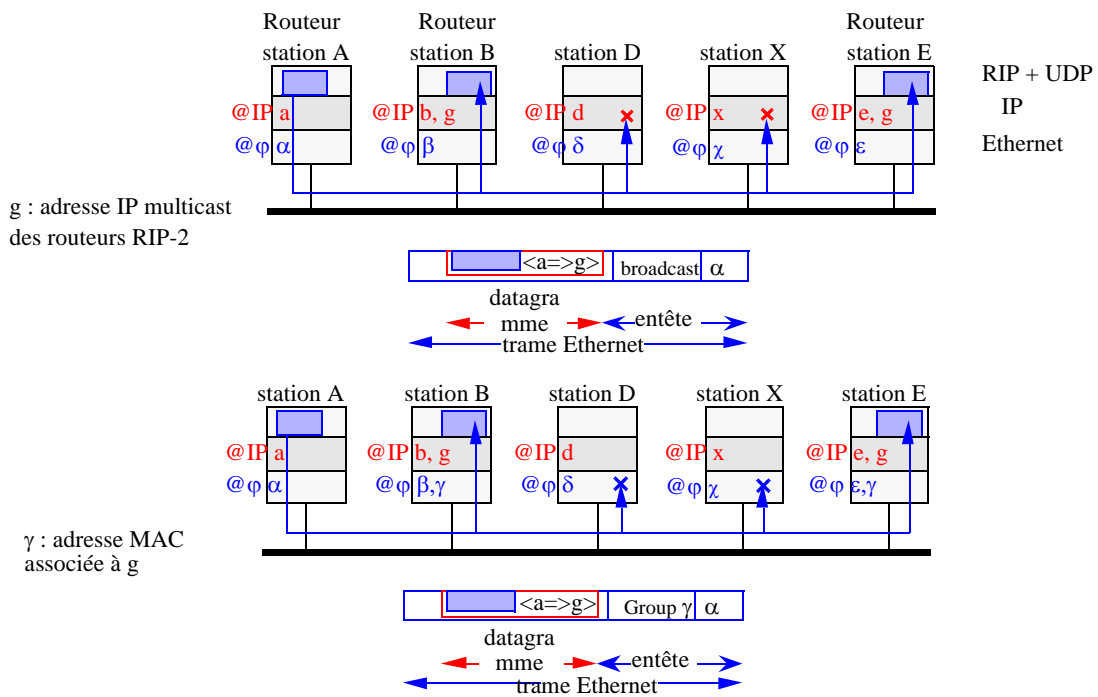 Routeur Routeur Routeur
station A station B station D station X station E
RIP + UDP
@IP a @IP b, g @IP d @IP x @IP e, g IP
@φ α @φ β @φ δ @φ χ @φ ε Ethernet
g : adresse IP multicast
des routeurs RIP-2
<a=>g> broadcast α
datagra
mme entête
trame Ethernet
station A station B station D station X station E
@IP a @IP b, g @IP d @IP x @IP e, g
@φ α @φ β,γ @φ δ @φ χ @φ ε,γ
γ : adresse MAC
associée à g
<a=>g> Group γ α
datagra
mme entête
trame Ethernet